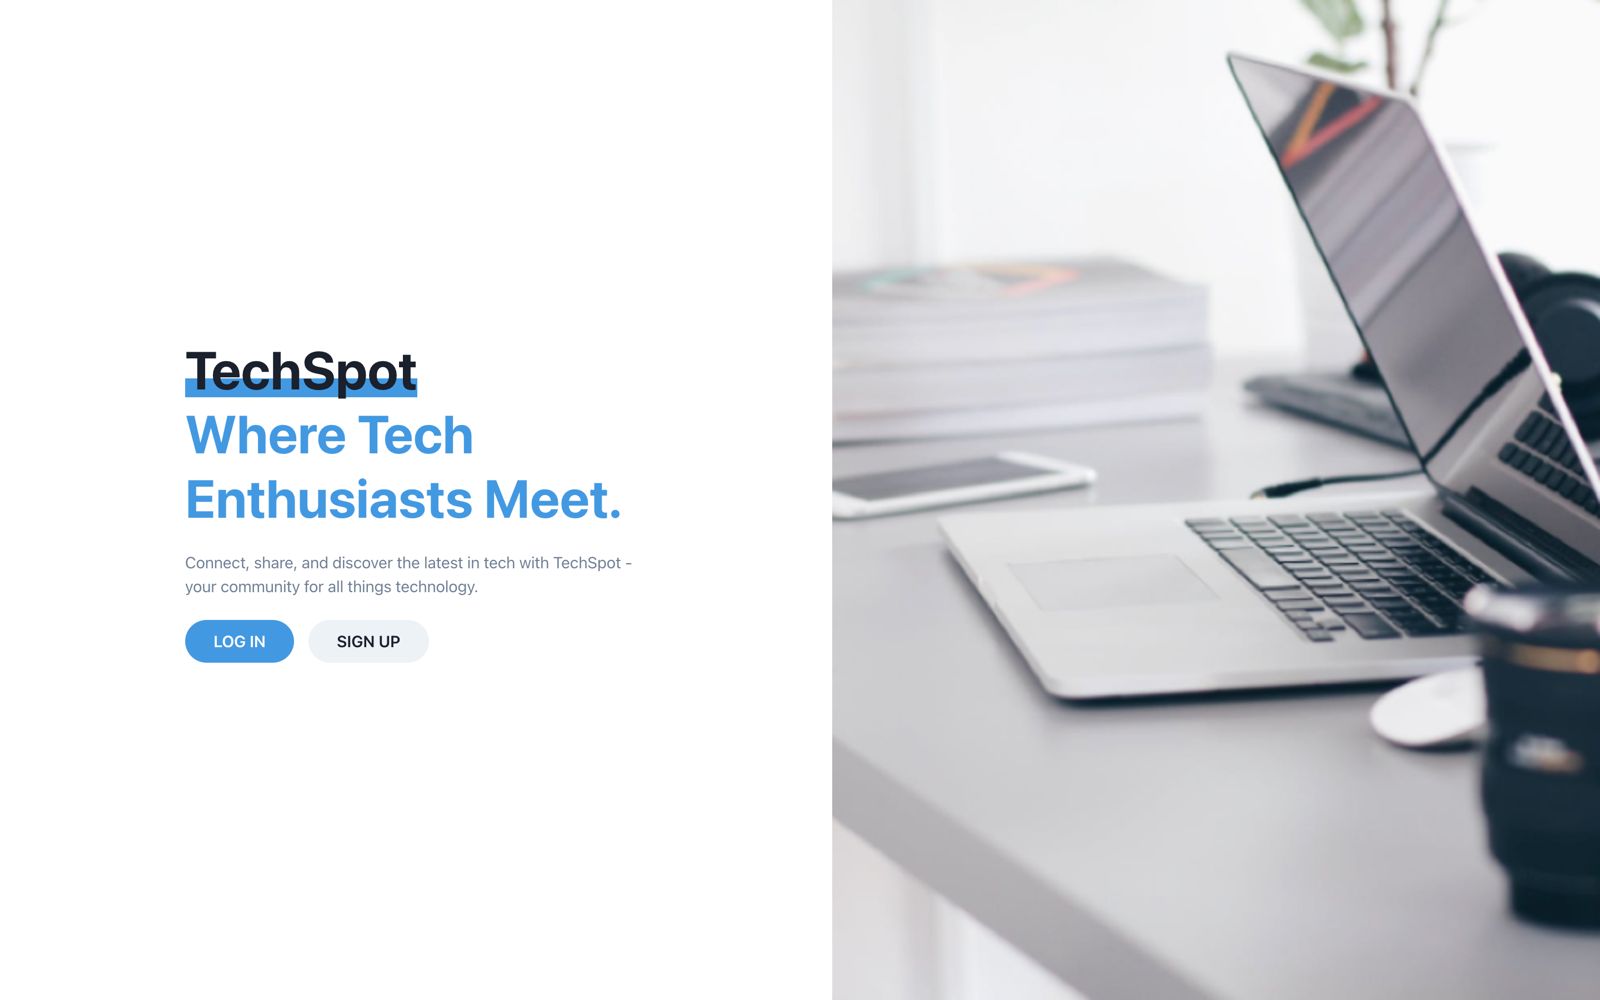 TechSpot
Where Tech
Enthusiasts Meet.
Connect, share, and discover the latest in tech with TechSpot -
your community for all things technology.
LOG IN
SIGN UP